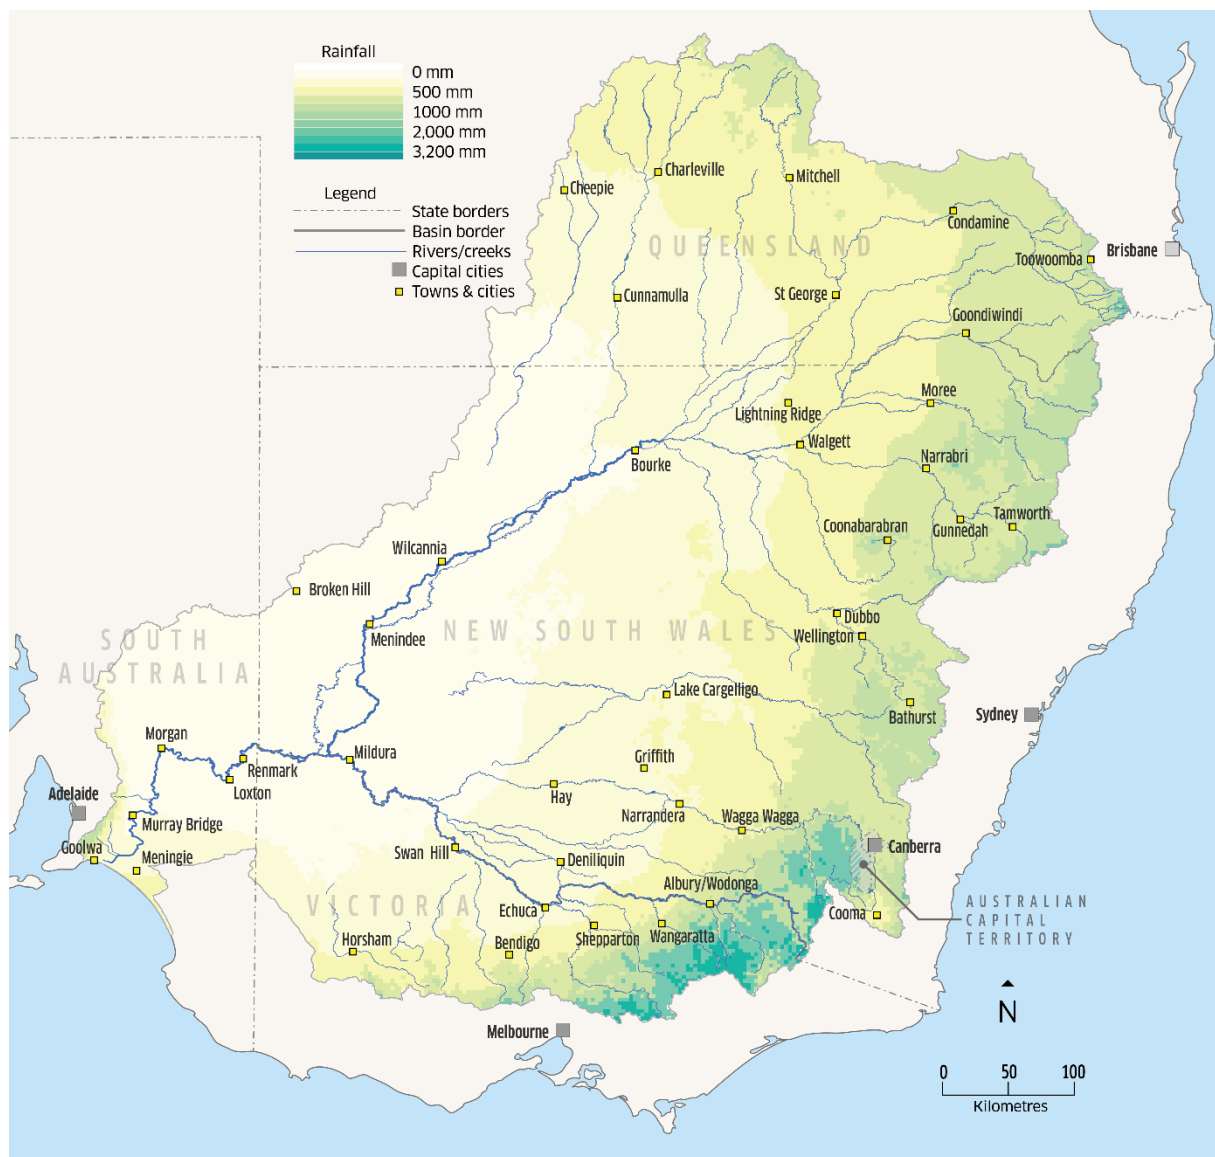 Rainfall
0 mm
500 mm
1000 mm
2,000 mm
3,200 mm
Legend
State borders
Basin border
Rivers/creeks
Capital cities
Towns & cities
Charleville
Mitchell
Cheepie
Condamine
QUEENSLAND
Toowoomba
Brisbane
Cunnamulla
St George
Goondiwindi
Moree
Lightning Ridge
Walgett
Bourke
Narrabri
Tamworth
Coonabarabran
Gunnedah
Wilcannia
Broken Hill
Dubbo
SOUTH
AUSTRALIA
Menindee
NEW SOUTH WALES
Wellington
Lake Cargelligo
Bathurst
Sydney
Morgan
Mildura
Griffith
Renmark
Loxton
Hay
Adelaide
Narrandera
Wagga Wagga
Murray Bridge
Goolwa
Meningie
Swan Hill
Deniliquin
Canberra
Albury/Wodonga
VICTORIA
Echuca
Cooma
AUSTRALIAN
CAPITAL
TERRITORY
Horsham
Bendigo
Shepparton
Wangaratta
N
Melbourne
0 50 100
Kilometres